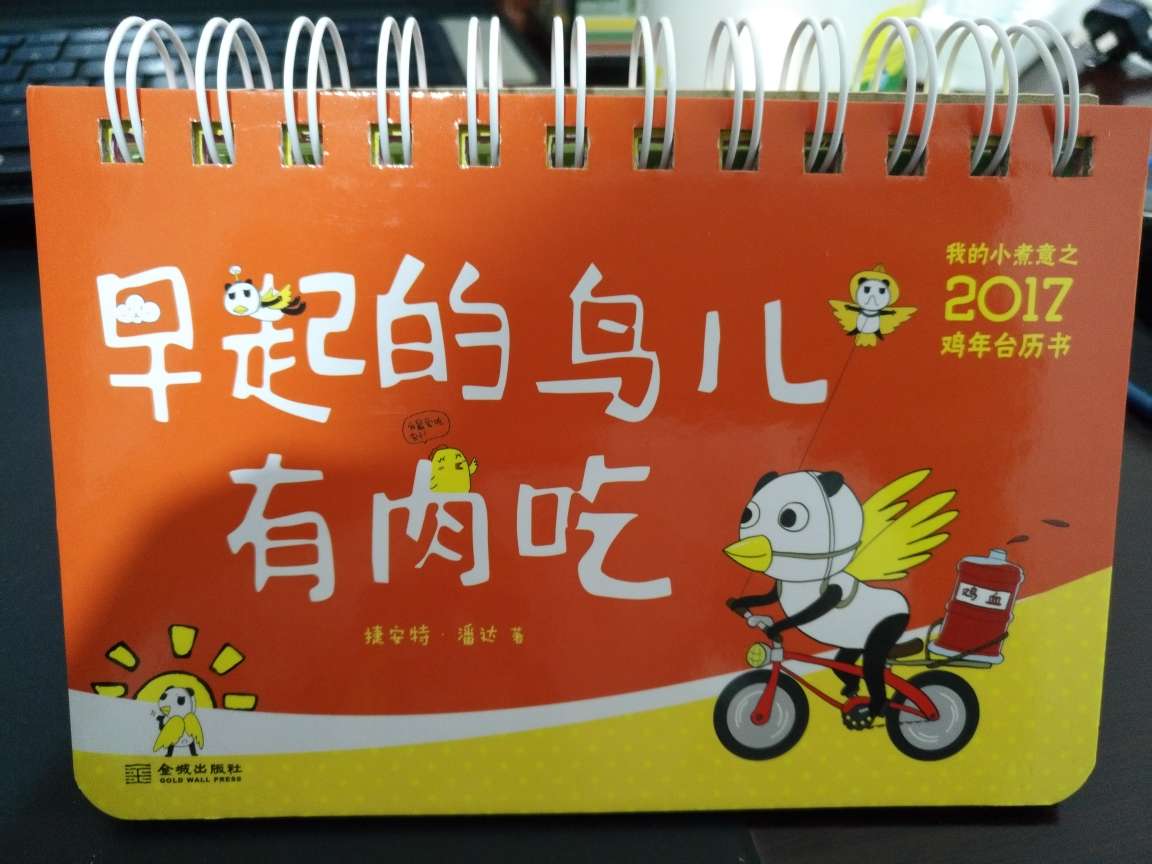 我的小煮意之
2017
鸡年台历书
早起的鸟儿
有肉吃
捷安特·潘达 著
鸡血
金城出版社
GOLD WALL PRESS